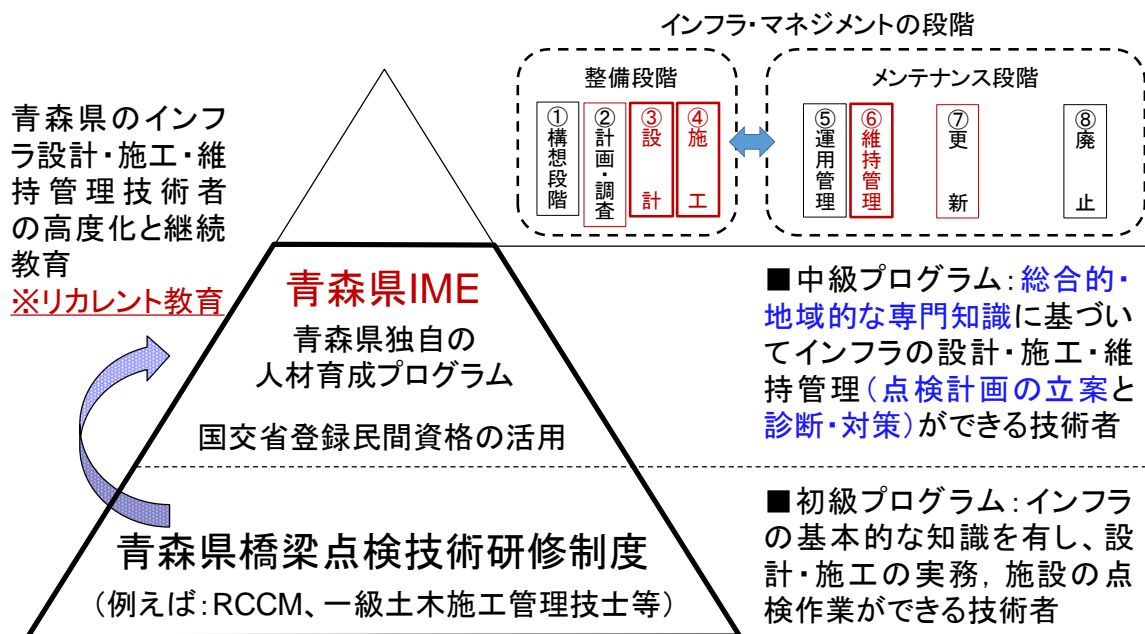 インフラ・マネジメントの段階
整備段階
①構想段階
②計画・調査
③設計
④施工
メンテナンス段階
⑤運用管理
⑥維持管理
⑦更新
⑧廃止
青森県のインフ
ラ設計・施工・維
持管理技術者
の高度化と継続
教育
※リカレント教育
青森県IME
青森県独自の
人材育成プログラム
国交省登録民間資格の活用
■中級プログラム:総合的・
地域的な専門知識に基づい
てインフラの設計・施工・維
持管理(点検計画の立案と
診断・対策)ができる技術者
青森県橋梁点検技術研修制度
(例えば:RCCM、一級土木施工管理技士等)
■初級プログラム:インフラ
の基本的な知識を有し、設
計・施工の実務, 施設の点
検作業ができる技術者